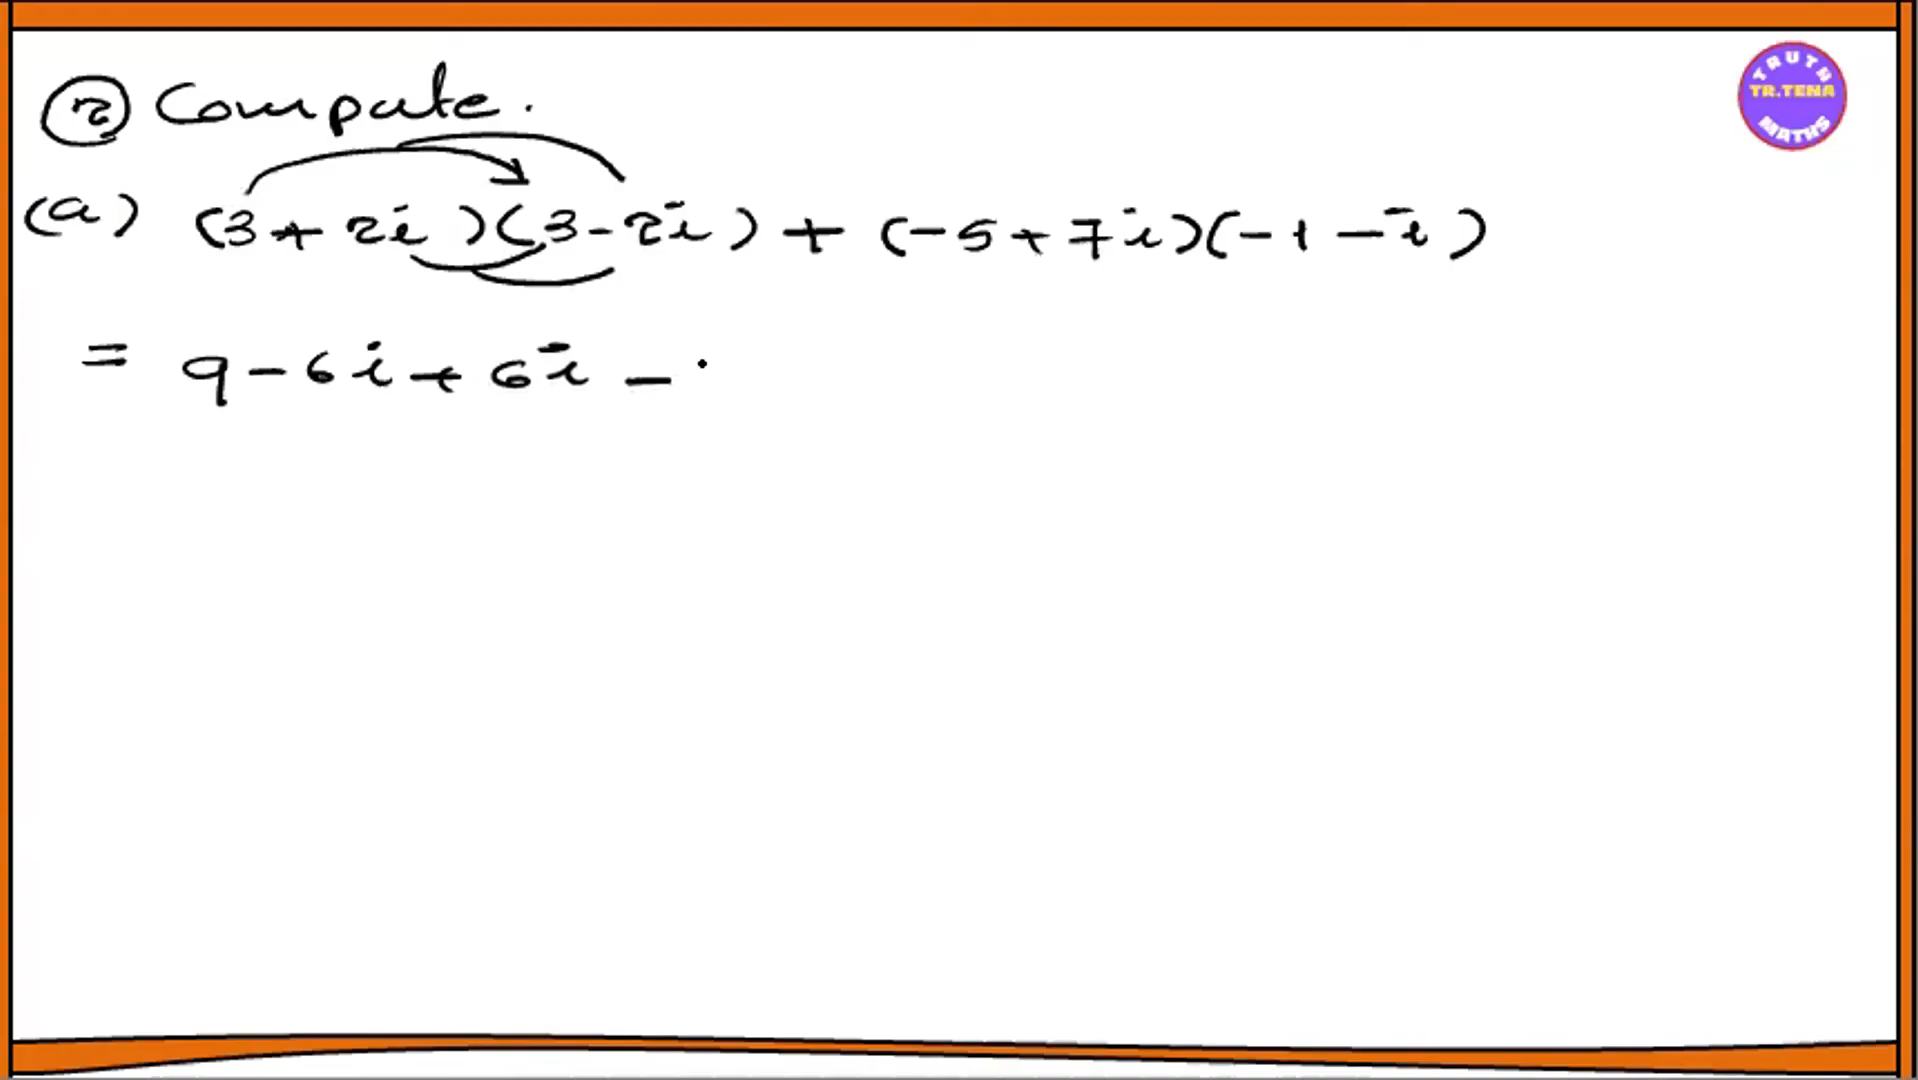 ② Compute.
(a) (3+2i)(3-2i) + (-5+7i)(-1-i)
= 9-6i+6i-
TRUTH
TR.TENA
MATHS